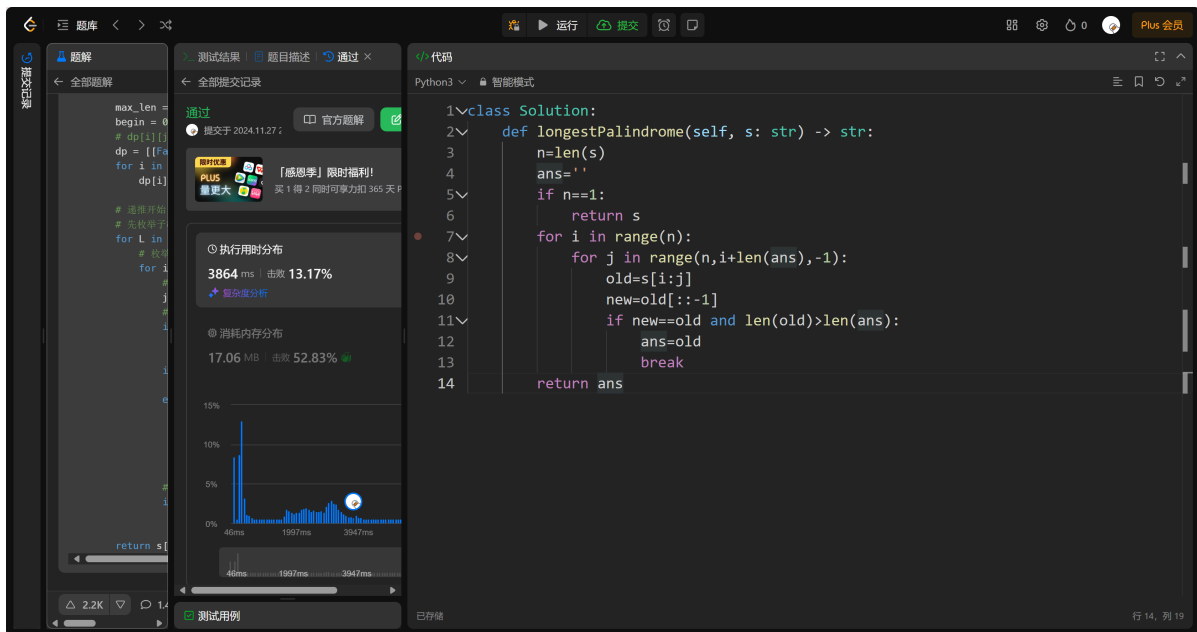 题库
运行
提交
0
Plus 会员
提交记录
题解
全部题解
max_len =
begin = 0
# dp[i][j
dp = [[Fa
for i in
dp[i]
# 递推开始
# 先枚举子
for L in
# 枚举
for i
#
j
#
i
i
e
#
i
return s[
2.2K
1.4
测试结果
题目描述
通过
全部提交记录
通过
提交于 2024.11.27 2
官方题解
限时优惠
PLUS
量更大
「感恩季」限时福利!
买 1 得 2 同时可享力扣 365 天 P
执行用时分布
3864 ms
击败 13.17%
复杂度分析
消耗内存分布
17.06 MB
击败 52.83%
15%
10%
5%
0%
46ms
1997ms
3947ms
46ms
1997ms
3947ms
测试用例
</>代码
Python3
智能模式
1 class Solution:
2 def longestPalindrome(self, s: str) -> str:
3 n=len(s)
4 ans=''
5 if n==1:
6 return s
7 for i in range(n):
8 for j in range(n,i+len(ans),-1):
9 old=s[i:j]
10 new=old[::-1]
11 if new==old and len(old)>len(ans):
12 ans=old
13 break
14 return ans
已存储
行 14, 列 19